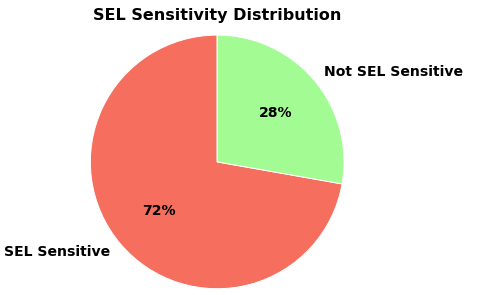 SEL Sensitivity Distribution
Not SEL Sensitive
28%
72%
SEL Sensitive